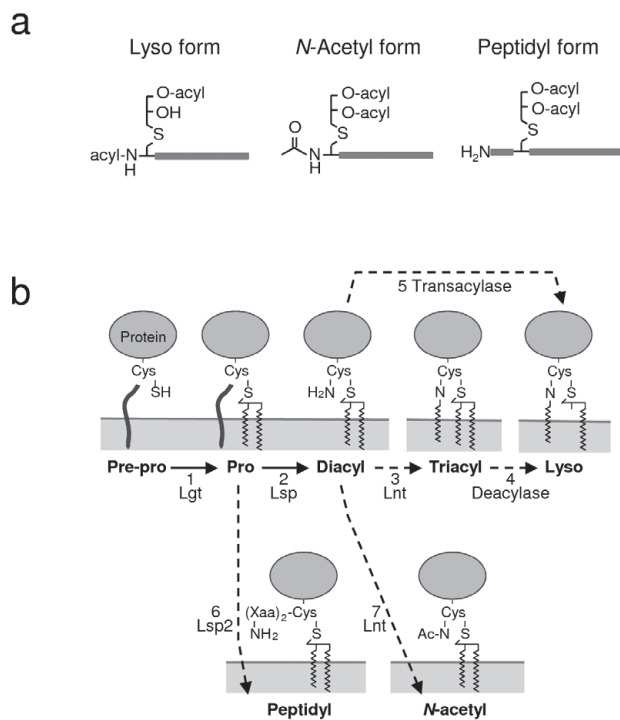 a
Lyso form
N-Acetyl form
Peptidyl form
O-acyl
OH
S
acyl-N
H
O-acyl
O-acyl
O
S
N
H
O-acyl
O-acyl
S
H2N
b
5 Transacylase
Protein
Cys
SH
Cys
S
Cys
H2N
S
Cys
N
S
Cys
N
S
Pre-pro
Pro
Diacyl
Triacyl
Lyso
1
Lgt
2
Lsp
3
Lnt
4
Deacylase
6
Lsp2
(Xaa)2-Cys
NH2
S
7
Lnt
Cys
Ac-N
S
Peptidyl
N-acetyl